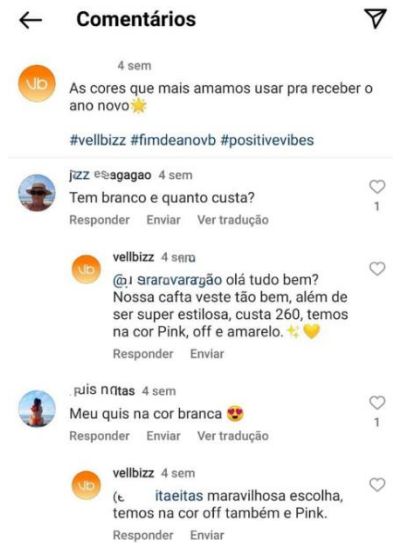 Comentários
vb
4 sem
As cores que mais amamos usar pra receber o
ano novo🌟
#vellbizz #fimdeanovb #positivevibes
4 sem
Tem branco e quanto custa?
1
Responder Enviar Ver tradução
vb
vellbizz 4 sem
olá tudo bem?
Nossa cafta veste tão bem, além de
ser super estilosa, custa 260, temos
na cor Pink, off e amarelo.✨💛
Responder Enviar
4 sem
Meu quis na cor branca 😍
1
Responder Enviar Ver tradução
vb
vellbizz 4 sem
itaeitas maravilhosa escolha,
temos na cor off também e Pink.
Responder Enviar